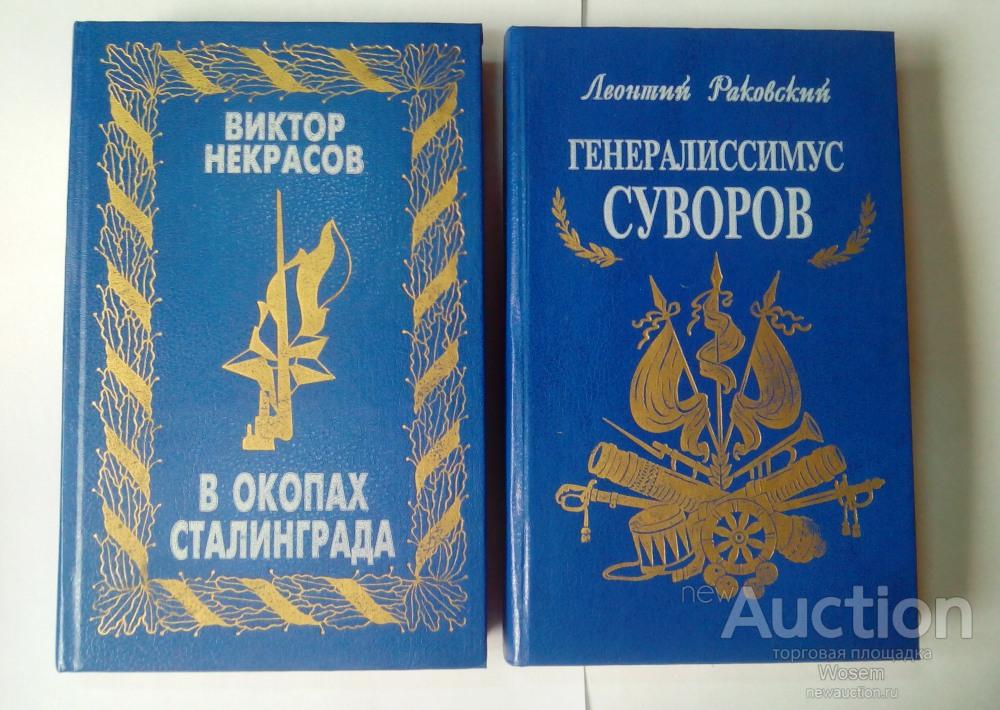 ВИКТОР
НЕКРАСОВ
В ОКОПАХ
СТАЛИНГРАДА
Леонтий Раковский
ГЕНЕРАЛИССИМУС
СУВОРОВ
new
Auction
торговая площадка
Wosem
newauction.ru